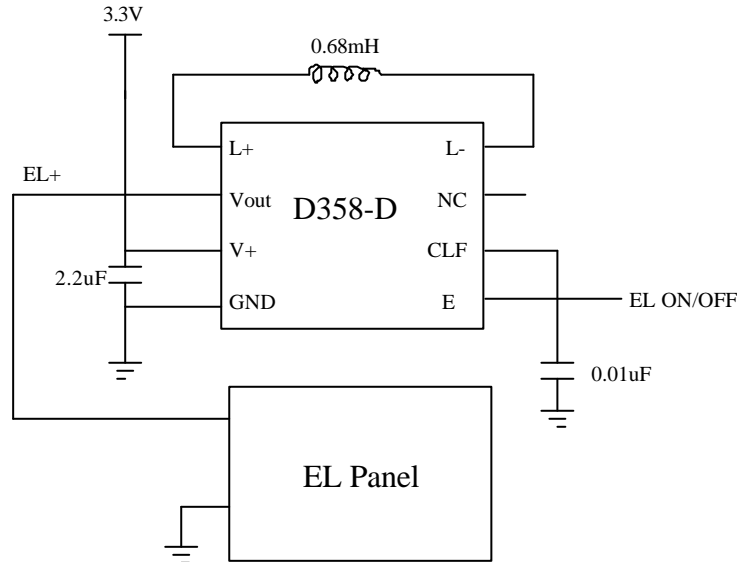 3.3V
0.68mH
L+
L-
EL+
Vout
D358-D
NC
V+
CLF
2.2uF
GND
E
EL ON/OFF
0.01uF
EL Panel